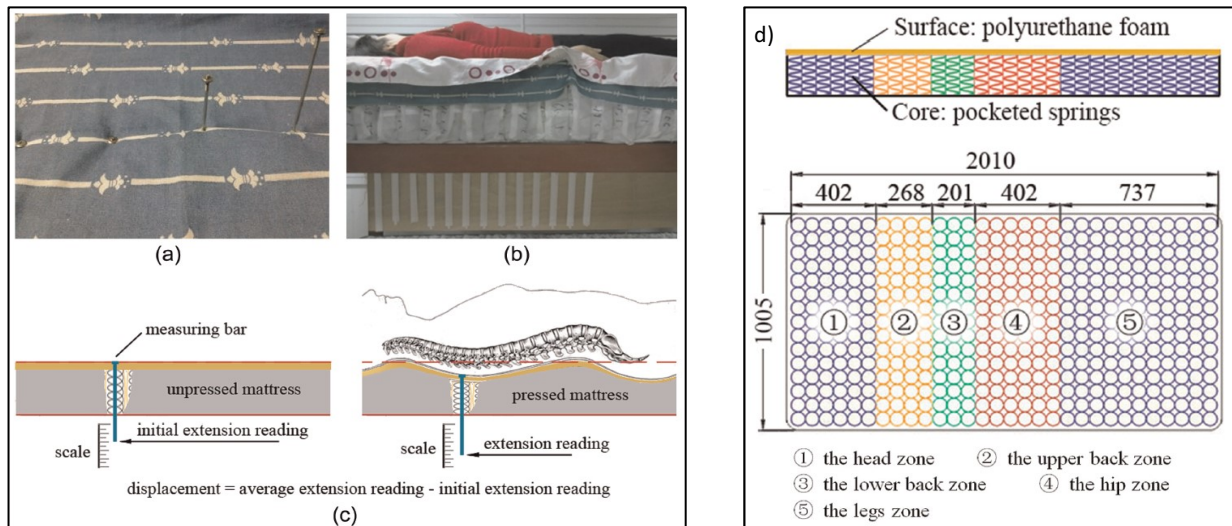 (a)
(b)
measuring bar
unpressed mattress
pressed mattress
initial extension reading
extension reading
scale
scale
displacement = average extension reading - initial extension reading
(c)
d)
Surface: polyurethane foam
Core: pocketed springs
2010
402 268 201 402 737
1005
① ② ③ ④ ⑤
① the head zone ② the upper back zone
③ the lower back zone ④ the hip zone
⑤ the legs zone